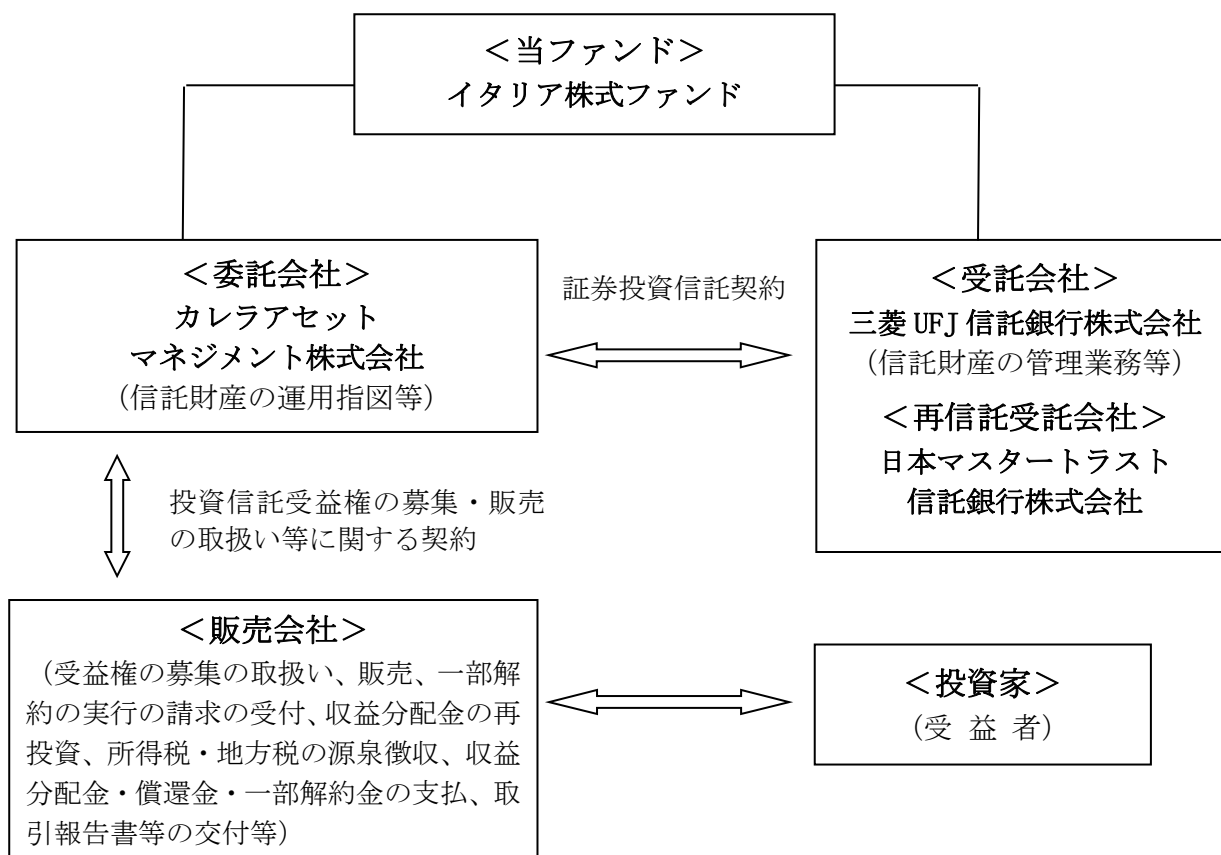 ＜当ファンド＞
イタリア株式ファンド
＜委託会社＞
カレラアセット
マネジメント株式会社
（信託財産の運用指図等）
証券投資信託契約
＜受託会社＞
三菱 UFJ 信託銀行株式会社
（信託財産の管理業務等）
＜再信託受託会社＞
日本マスタートラスト
信託銀行株式会社
投資信託受益権の募集・販売
の取扱い等に関する契約
＜販売会社＞
（受益権の募集の取扱い、販売、一部解
約の実行の請求の受付、収益分配金の再
投資、所得税・地方税の源泉徴収、収益
分配金・償還金・一部解約金の支払、取
引報告書等の交付等）
＜投資家＞
（受 益 者）